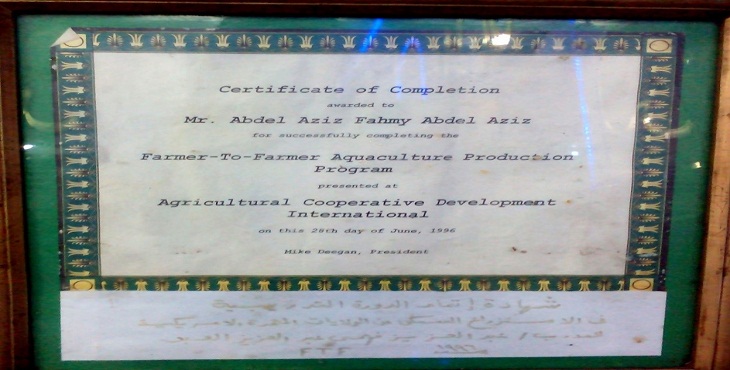 Certificate of Completion
awarded to
Mr. Abdel Aziz Fahmy Abdel Aziz
for successfully completing the
Farmer-To-Farmer Aquaculture Production
Program
presented at
Agricultural Cooperative Development
International
on this 28th day of June, 1996
Mike Deegan, President
شهادة إتمام الدورة التدريبية